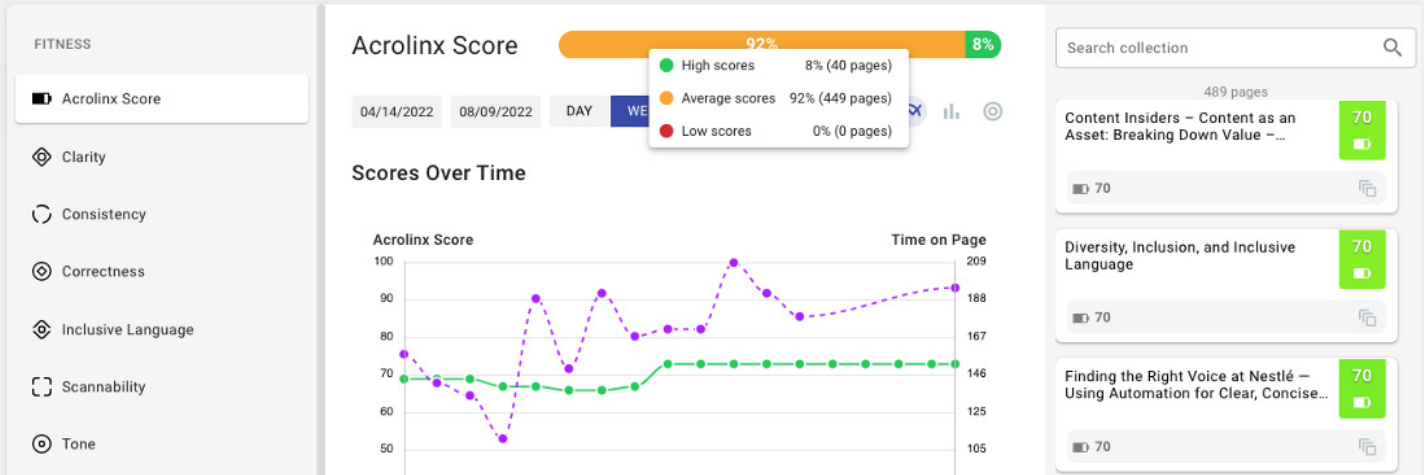 FITNESS
Acrolinx Score
Clarity
Consistency
Correctness
Inclusive Language
Scannability
Tone
Acrolinx Score
92%
8%
High scores 8% (40 pages)
Average scores 92% (449 pages)
Low scores 0% (0 pages)
04/14/2022
08/09/2022
DAY
WE
Scores Over Time
Acrolinx Score
Time on Page
100
90
80
70
60
50
209
188
167
146
125
105
Search collection
489 pages
Content Insiders – Content as an
Asset: Breaking Down Value –...
70
70
Diversity, Inclusion, and Inclusive
Language
70
70
Finding the Right Voice at Nestlé —
Using Automation for Clear, Concise...
70
70